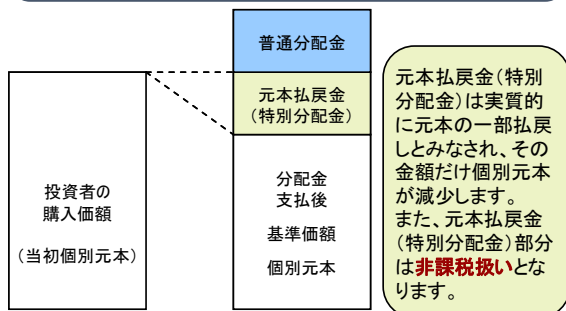 普通分配金
元本払戻金
(特別分配金)
投資者の
購入価額
(当初個別元本)
分配金
支払後
基準価額
個別元本
元本払戻金(特別
分配金)は実質的
に元本の一部払戻
しとみなされ、その
金額だけ個別元本
が減少します。
また、元本払戻金
(特別分配金)部分
は非課税扱いとな
ります。